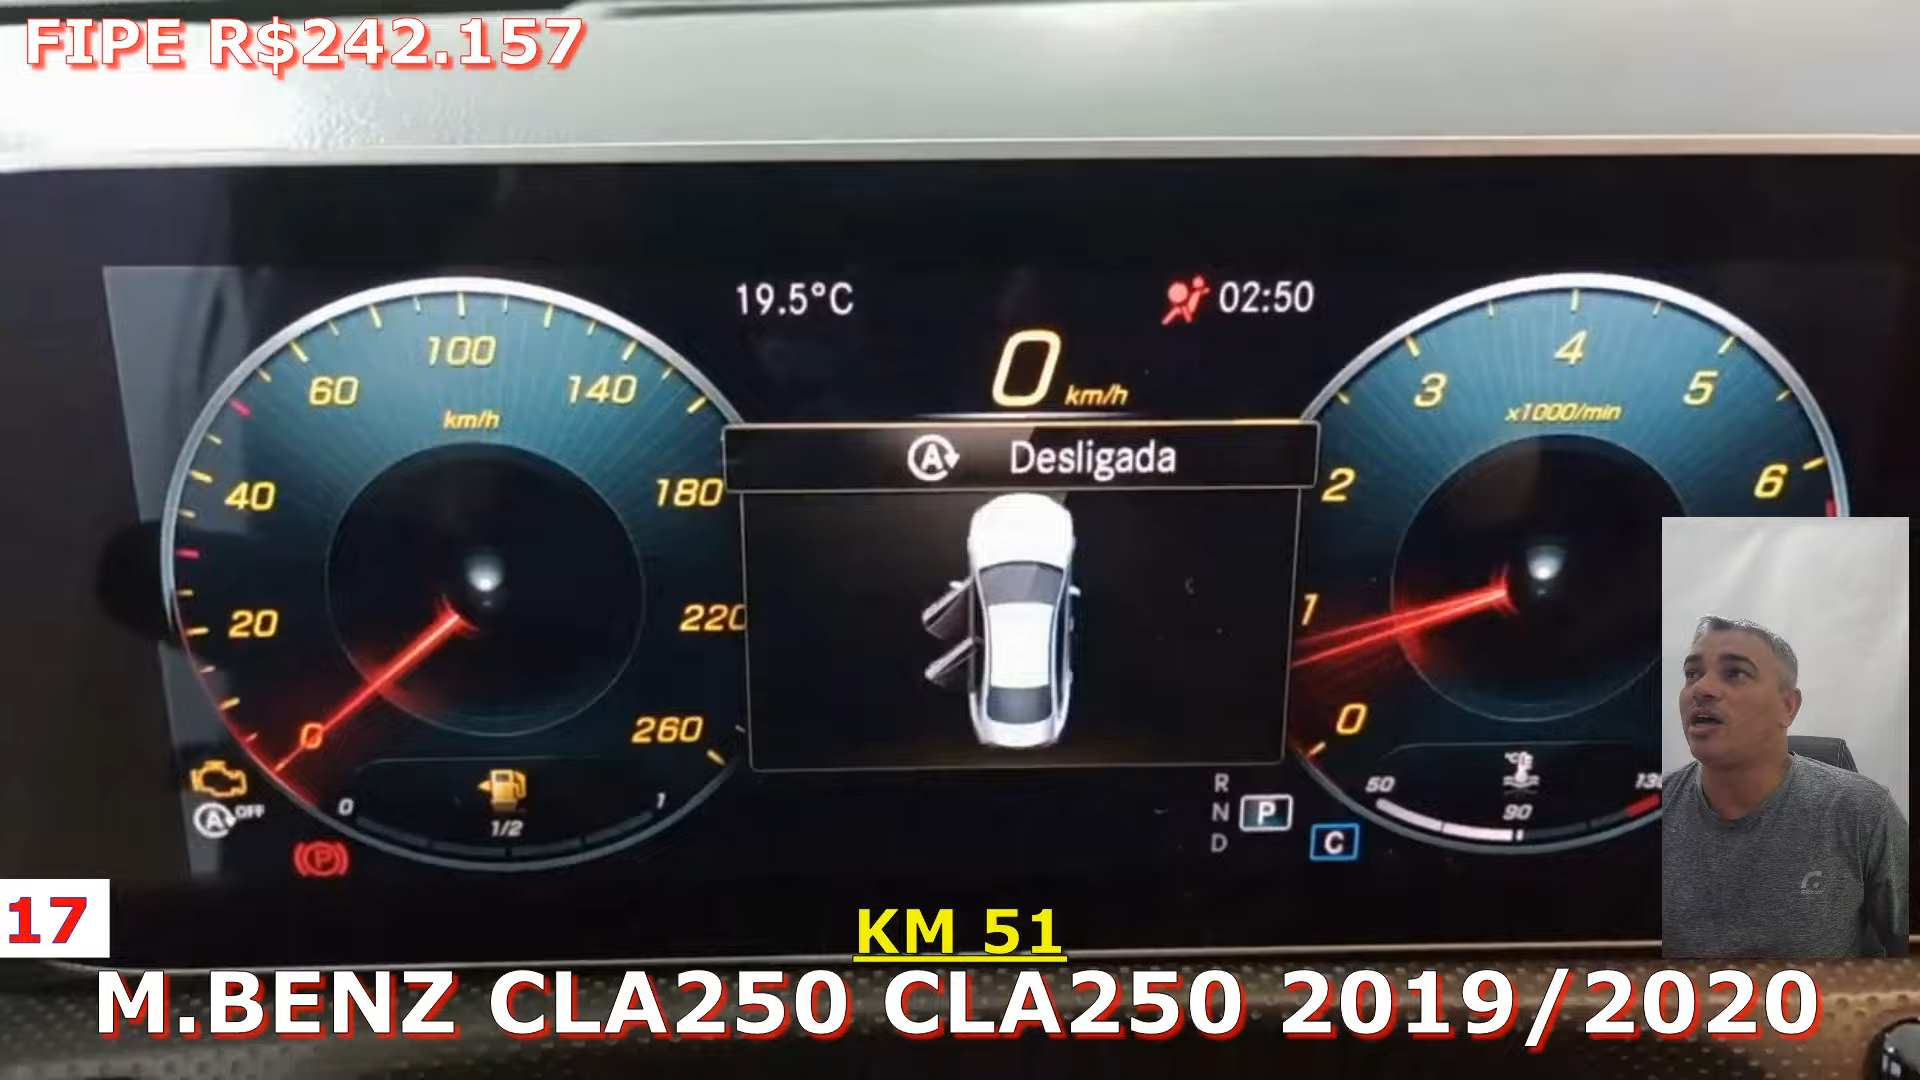 FIPE R$242.157
19.5°C
02:50
0 km/h
Desligada
A
100
60
140
km/h
40
180
20
220
0
260
4
3
5
x1000/min
2
6
1
0
A OFF
P
0
1/2
1
R
N
P
D
C
50
°C
90
130
17
KM 51
M.BENZ CLA250 CLA250 2019/2020